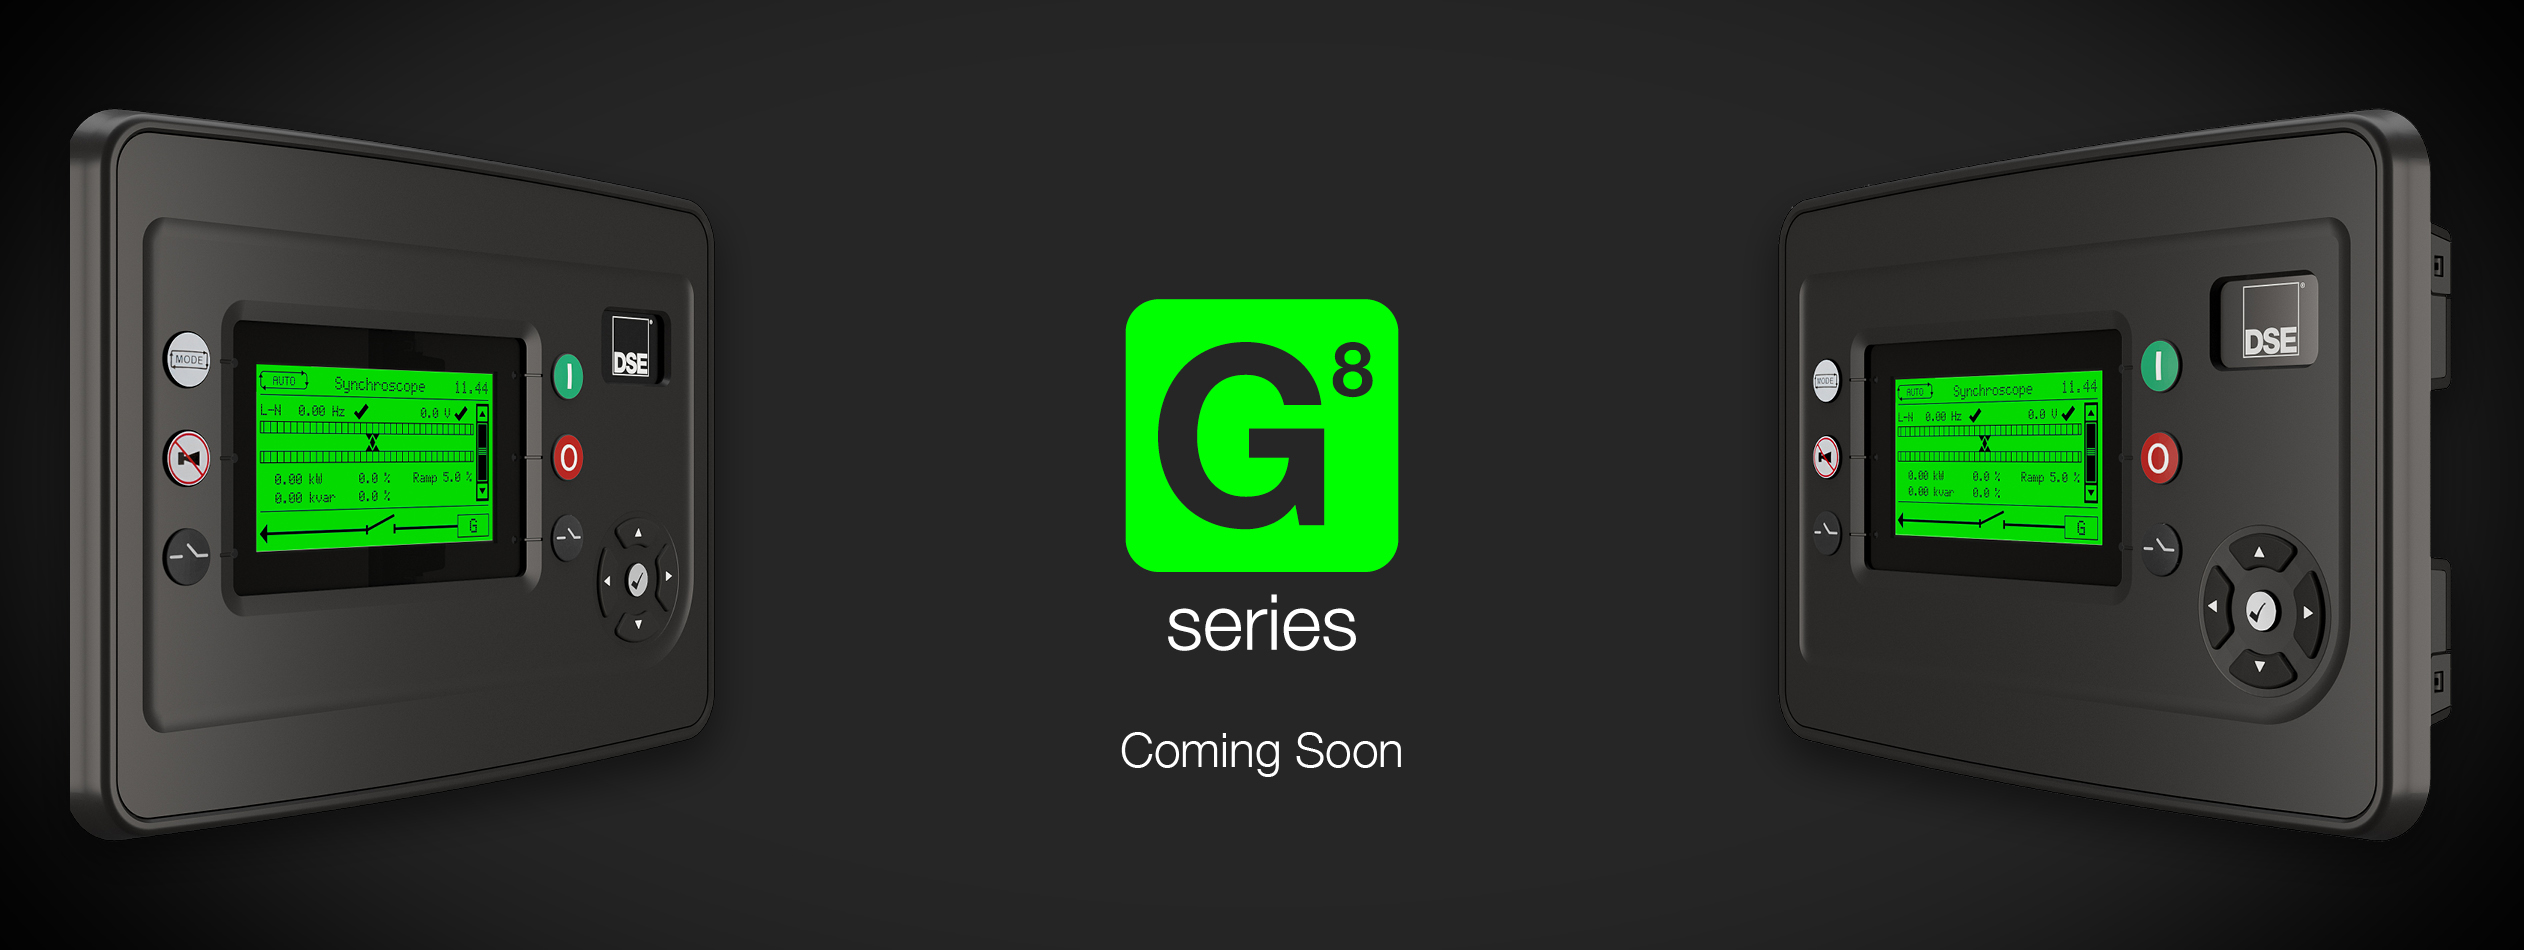 MODE
AUTO Synchroscope 11.44
L-N 0.00 Hz 0.0 V
0.00 kW 0.0 % Ramp 5.0 %
0.00 kvar 0.0 %
G
I
O
DSE®
G8
series
Coming Soon
MODE
AUTO Synchroscope 11.44
L-N 0.00 Hz 0.0 V
0.00 kW 0.0 % Ramp 5.0 %
0.00 kvar 0.0 %
G
I
O
DSE®